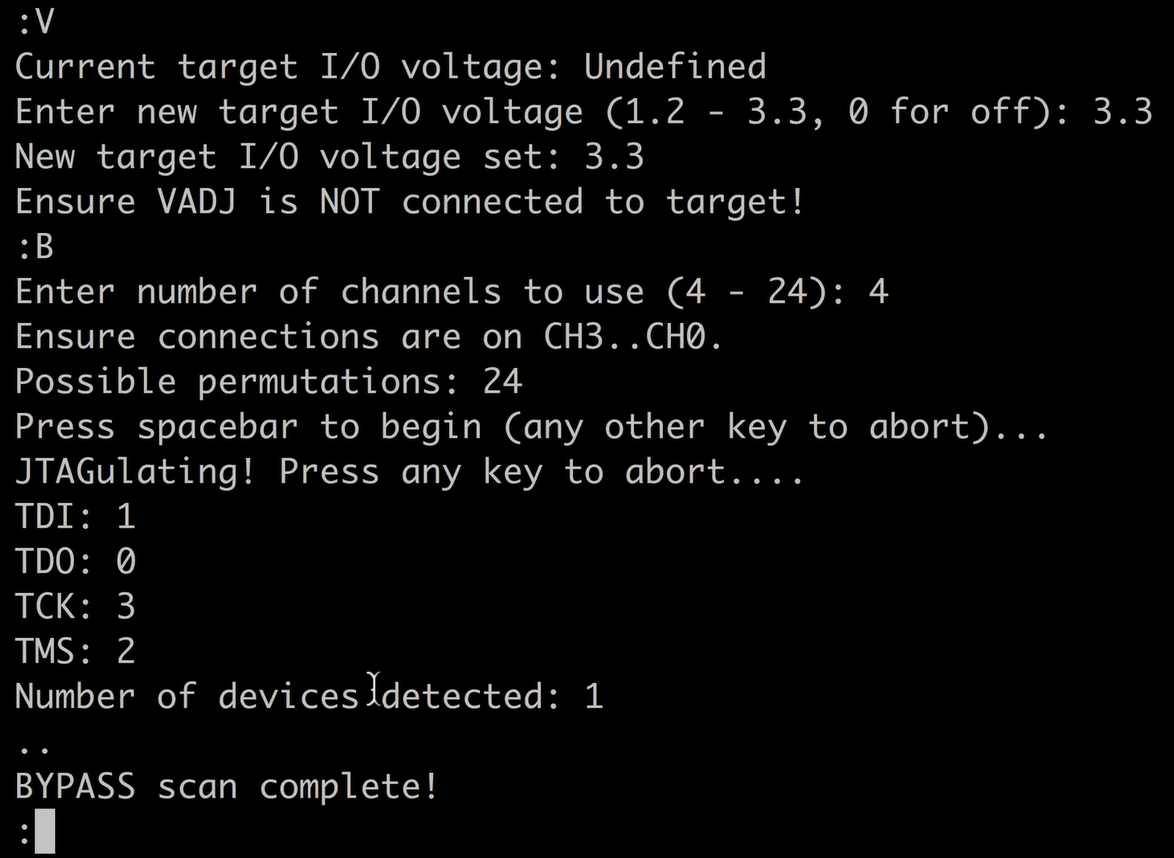 :V
Current target I/O voltage: Undefined
Enter new target I/O voltage (1.2 - 3.3, 0 for off): 3.3
New target I/O voltage set: 3.3
Ensure VADJ is NOT connected to target!
:B
Enter number of channels to use (4 - 24): 4
Ensure connections are on CH3..CH0.
Possible permutations: 24
Press spacebar to begin (any other key to abort)...
JTAGulating! Press any key to abort....
TDI: 1
TDO: 0
TCK: 3
TMS: 2
Number of devices detected: 1
..
BYPASS scan complete!
: